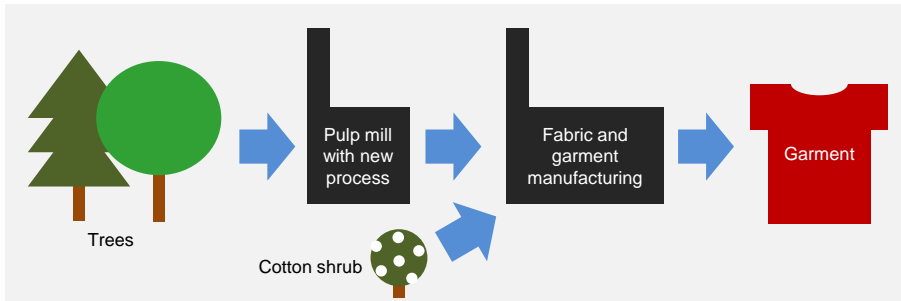 Pulp mill
with new
process
Fabric and
garment
manufacturing
Garment
Trees
Cotton shrub